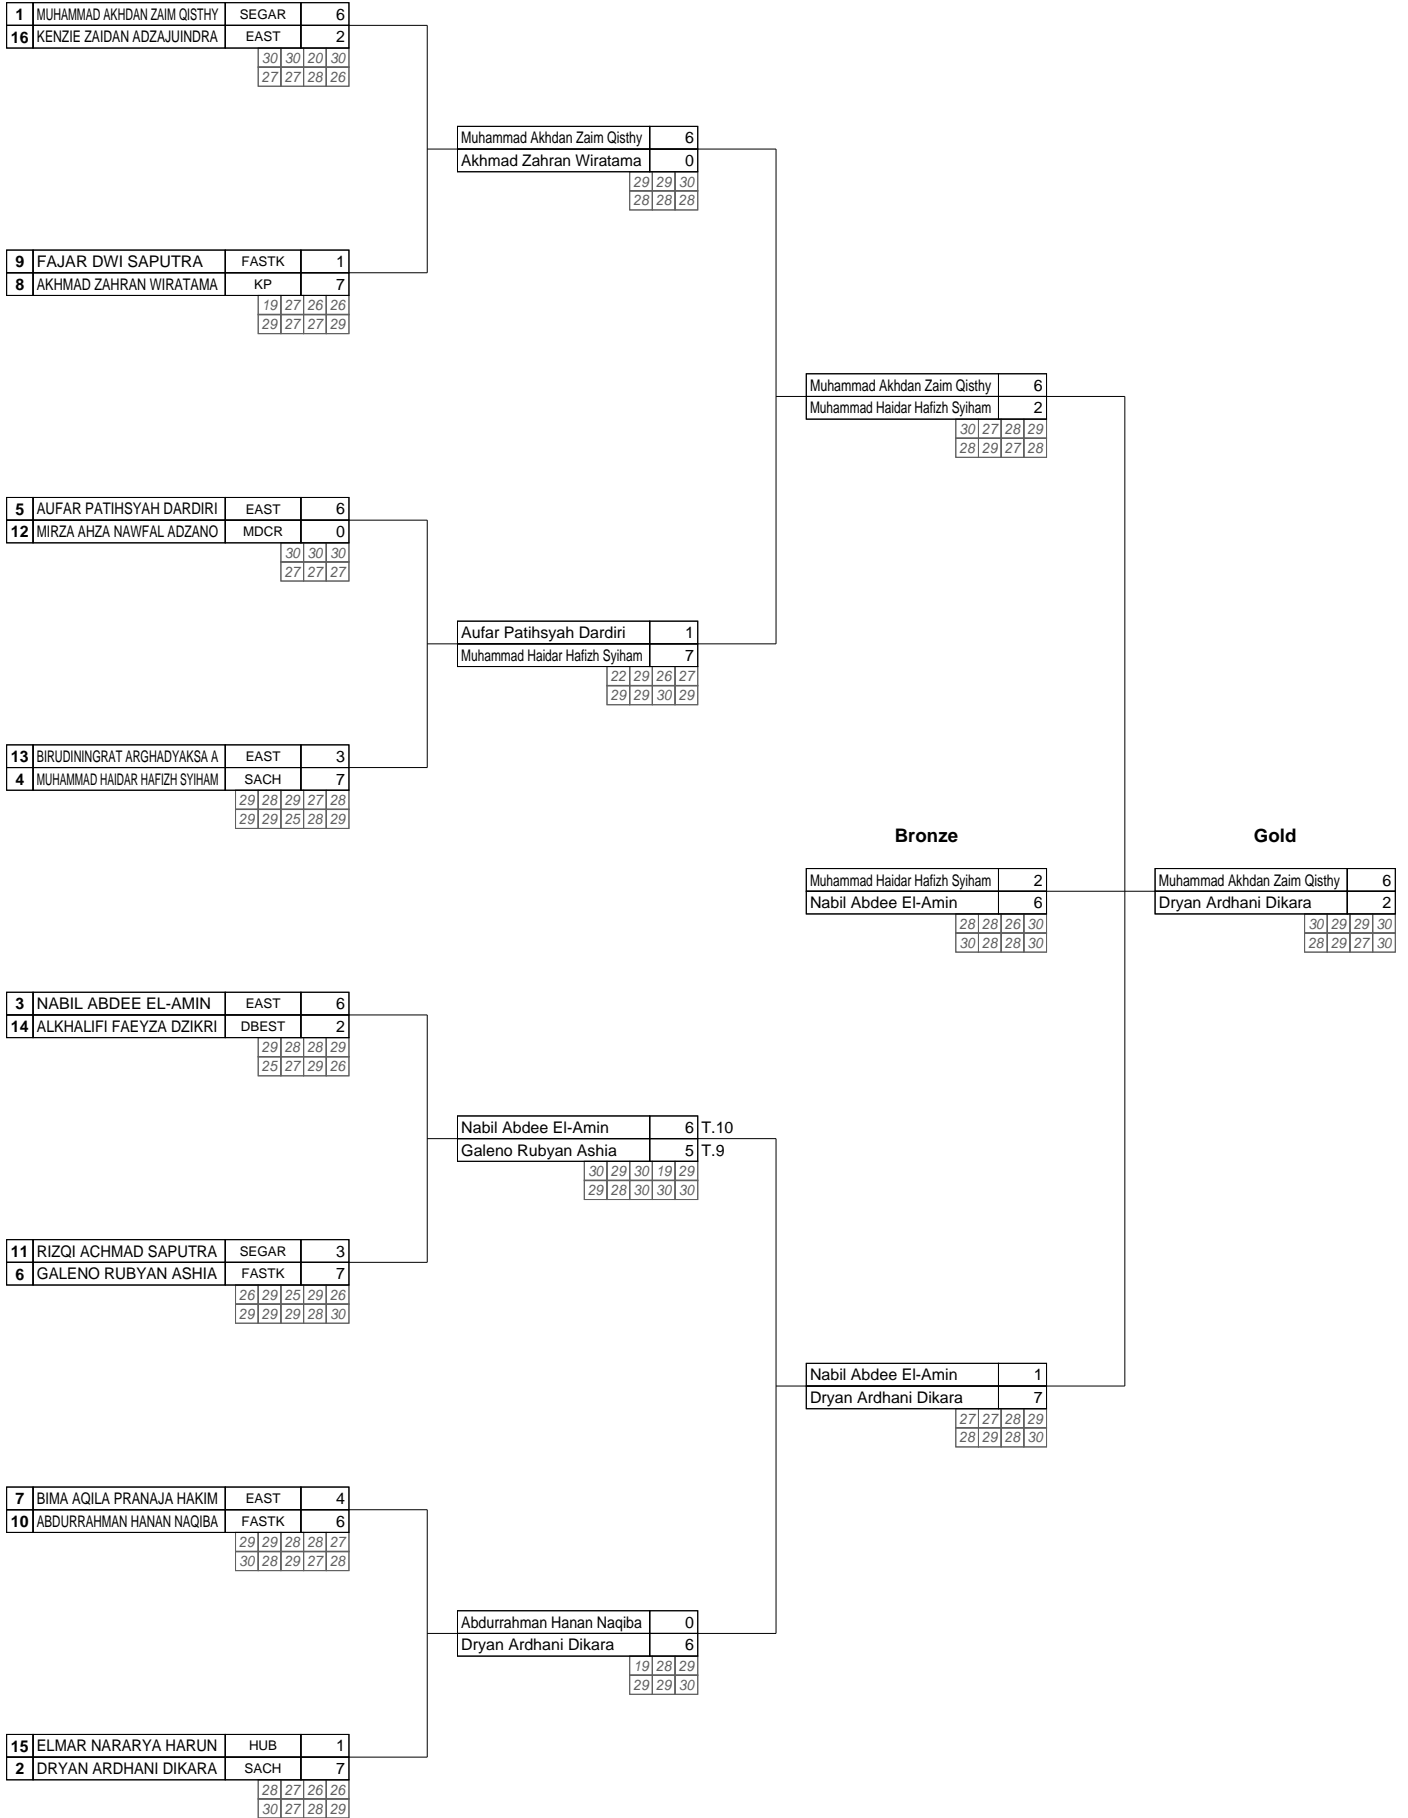 1 MUHAMMAD AKHDAN ZAIM QISTHY SEGAR 6
16 KENZIE ZAIDAN ADZAJUINDRA EAST 2
30 30 20 30
27 27 28 26
Muhammad Akhdan Zaim Qisthy 6
Akhmad Zahran Wiratama 0
29 29 30
28 28 28
9 FAJAR DWI SAPUTRA FASTK 1
8 AKHMAD ZAHRAN WIRATAMA KP 7
19 27 26 26
29 27 27 29
Muhammad Akhdan Zaim Qisthy 6
Muhammad Haidar Hafizh Syiham 2
30 27 28 29
28 29 27 28
5 AUFAR PATIHSYAH DARDIRI EAST 6
12 MIRZA AHZA NAWFAL ADZANO MDCR 0
30 30 30
27 27 27
Aufar Patihsyah Dardiri 1
Muhammad Haidar Hafizh Syiham 7
22 29 26 27
29 29 30 29
13 BIRUDININGRAT ARGHADYAKSA A EAST 3
4 MUHAMMAD HAIDAR HAFIZH SYIHAM SACH 7
29 28 29 27 28
29 29 25 28 29
Bronze Gold
Muhammad Haidar Hafizh Syiham 2 Muhammad Akhdan Zaim Qisthy 6
Nabil Abdee El-Amin 6 Dryan Ardhani Dikara 2
28 28 26 30 30 29 29 30
30 28 28 30 28 29 27 30
3 NABIL ABDEE EL-AMIN EAST 6
14 ALKHALIFI FAEYZA DZIKRI DBEST 2
29 28 28 29
25 27 29 26
Nabil Abdee El-Amin 6 T.10
Galeno Rubyan Ashia 5 T.9
30 29 30 19 29
29 28 30 30 30
11 RIZQI ACHMAD SAPUTRA SEGAR 3
6 GALENO RUBYAN ASHIA FASTK 7
26 29 25 29 26
29 29 29 28 30
Nabil Abdee El-Amin 1
Dryan Ardhani Dikara 7
27 27 28 29
28 29 28 30
7 BIMA AQILA PRANAJA HAKIM EAST 4
10 ABDURRAHMAN HANAN NAQIBA FASTK 6
29 29 28 28 27
30 28 29 27 28
Abdurrahman Hanan Naqiba 0
Dryan Ardhani Dikara 6
19 28 29
29 29 30
15 ELMAR NARARYA HARUN HUB 1
2 DRYAN ARDHANI DIKARA SACH 7
28 27 26 26
30 27 28 29